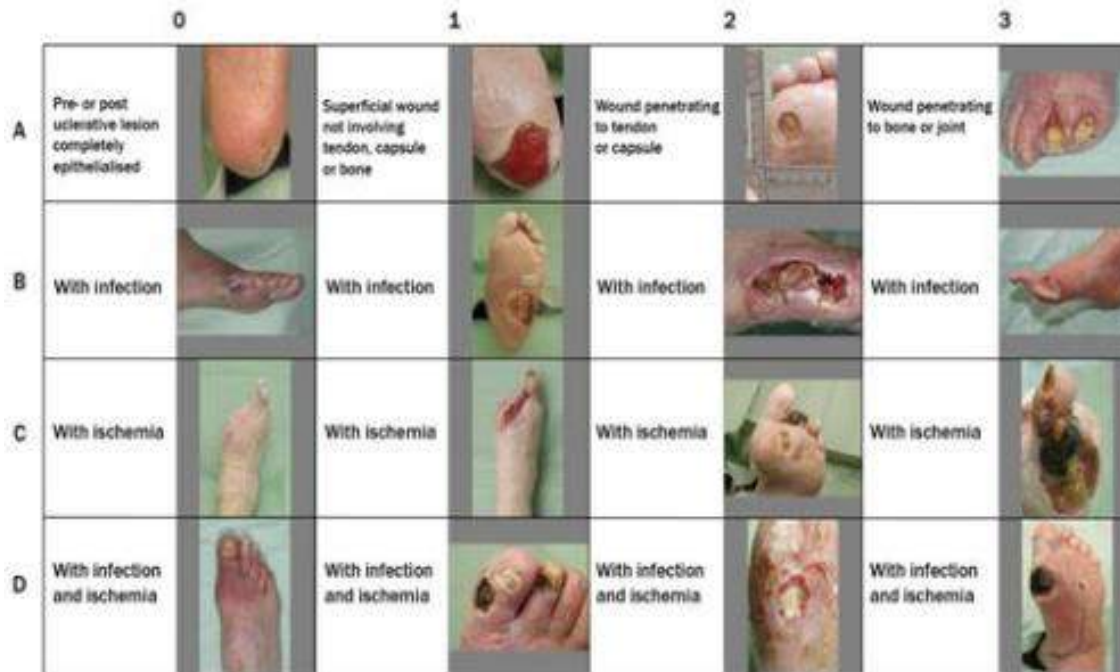 0 1 2 3
A
Pre- or post
uclerative lesion
completely
epithelialised
Superficial wound
not involving
tendon, capsule
or bone
Wound penetrating
to tendon
or capsule
Wound penetrating
to bone or joint
B
With infection
With infection
With infection
With infection
C
With ischemia
With ischemia
With ischemia
With ischemia
D
With infection
and ischemia
With infection
and ischemia
With infection
and ischemia
With infection
and ischemia